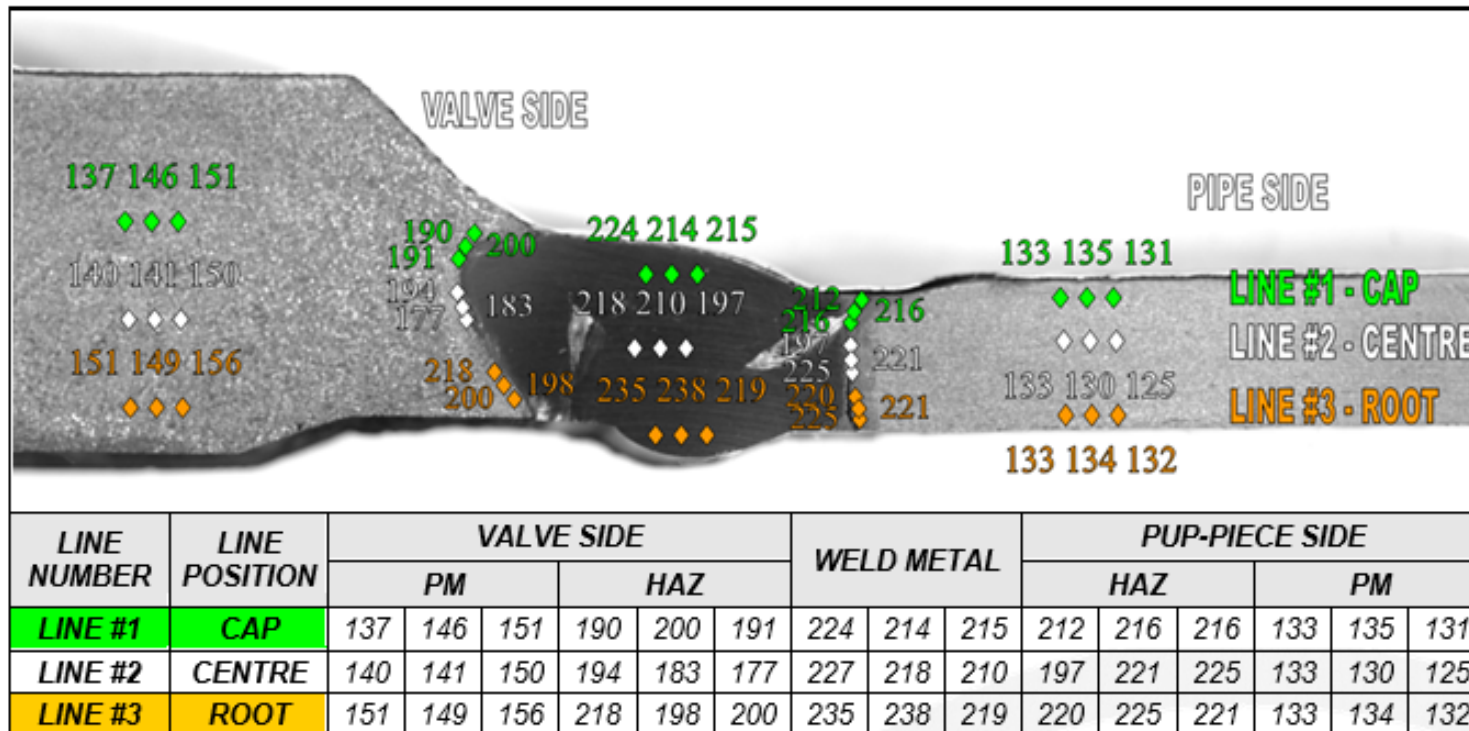 VALVE SIDE
137 146 151
PIPE SIDE
190
200
224 214 215
133 135 131
191
140 141 150
194
183
218 210 197
212
216
216
LINE #1 - CAP
177
197
LINE #2 - CENTRE
151 149 156
218
221
225
198
235 238 219
220
133 130 125
200
225
221
LINE #3 - ROOT
133 134 132
LINE NUMBER LINE POSITION VALVE SIDE WELD METAL PUP-PIECE SIDE
PM HAZ HAZ PM
LINE #1 CAP 137 146 151 190 200 191 224 214 215 212 216 216 133 135 131
LINE #2 CENTRE 140 141 150 194 183 177 227 218 210 197 221 225 133 130 125
LINE #3 ROOT 151 149 156 218 198 200 235 238 219 220 225 221 133 134 132